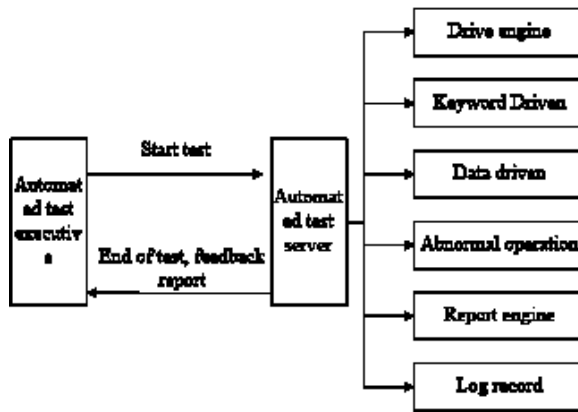 Drive engine
Keyword Driven
Start test
Automat
ed test
executiv
e
Automat
ed test
server
Data driven
End of test, feedback
report
Abnormal operation
Report engine
Log record